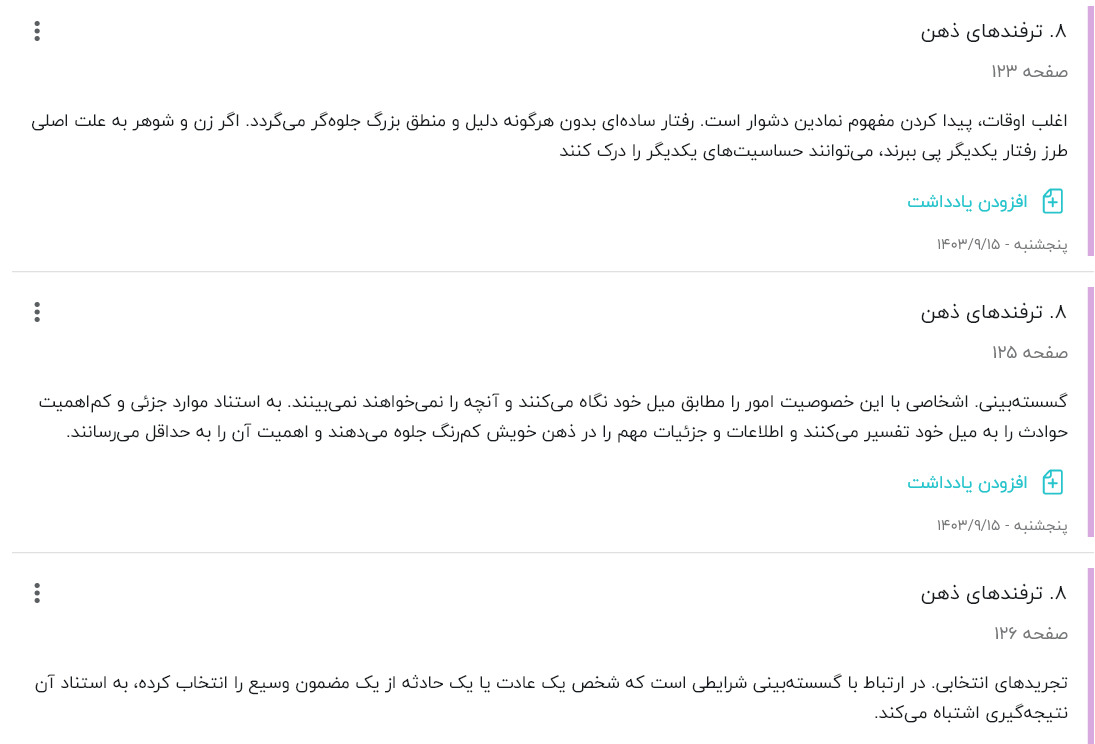 ۸. ترفندهای ذهن
صفحه ۱۲۳
اغلب اوقات، پیدا کردن مفهوم نمادین دشوار است. رفتار ساده‌ای بدون هرگونه دلیل و منطق بزرگ جلوه‌گر می‌گردد. اگر زن و شوهر به علت اصلی
طرز رفتار یکدیگر پی ببرند، می‌توانند حساسیت‌های یکدیگر را درک کنند
افزودن یادداشت
پنجشنبه - ۱۴۰۳/۹/۱۵
۸. ترفندهای ذهن
صفحه ۱۲۵
گسسته‌بینی. اشخاصی با این خصوصیت امور را مطابق میل خود نگاه می‌کنند و آنچه را نمی‌خواهند نمی‌بینند. به استناد موارد جزئی و کم‌اهمیت
حوادث را به میل خود تفسیر می‌کنند و اطلاعات و جزئیات مهم را در ذهن خویش کم‌رنگ جلوه می‌دهند و اهمیت آن را به حداقل می‌رسانند.
افزودن یادداشت
پنجشنبه - ۱۴۰۳/۹/۱۵
۸. ترفندهای ذهن
صفحه ۱۲۶
تجریدهای انتخابی. در ارتباط با گسسته‌بینی شرایطی است که شخص یک عادت یا یک حادثه از یک مضمون وسیع را انتخاب کرده، به استناد آن
نتیجه‌گیری اشتباه می‌کند.